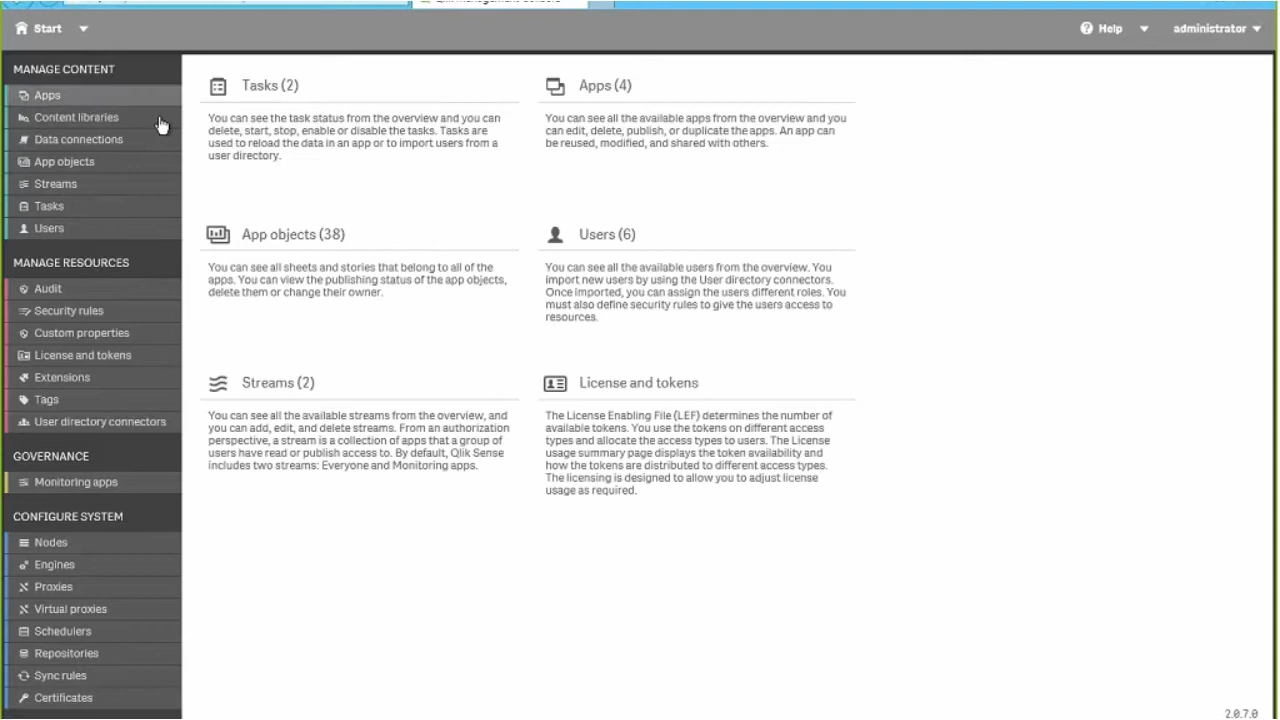 Start
Help
administrator
MANAGE CONTENT
Apps
Content libraries
Data connections
App objects
Streams
Tasks
Users
MANAGE RESOURCES
Audit
Security rules
Custom properties
License and tokens
Extensions
Tags
User directory connectors
GOVERNANCE
Monitoring apps
CONFIGURE SYSTEM
Nodes
Engines
Proxies
Virtual proxies
Schedulers
Repositories
Sync rules
Certificates
Tasks (2)
You can see the task status from the overview and you can
delete, start, stop, enable or disable the tasks. Tasks are
used to reload the data in an app or to import users from a
user directory.
Apps (4)
You can see all the available apps from the overview and you
can edit, delete, publish, or duplicate the apps. An app can
be reused, modified, and shared with others.
App objects (38)
You can see all sheets and stories that belong to all of the
apps. You can view the publishing status of the app objects,
delete them or change their owner.
Users (6)
You can see all the available users from the overview. You
import new users by using the User directory connectors.
Once imported, you can assign the users different roles. You
must also define security rules to give the users access to
resources.
Streams (2)
You can see all the available streams from the overview, and
you can add, edit, and delete streams. From an authorization
perspective, a stream is a collection of apps that a group of
users have read or publish access to. By default, Qlik Sense
includes two streams: Everyone and Monitoring apps.
License and tokens
The License Enabling File (LEF) determines the number of
available tokens. You use the tokens on different access
types and allocate the access types to users. The License
usage summary page displays the token availability and
how the tokens are distributed to different access types.
The licensing is designed to allow you to adjust license
usage as required.
2.0.7.0